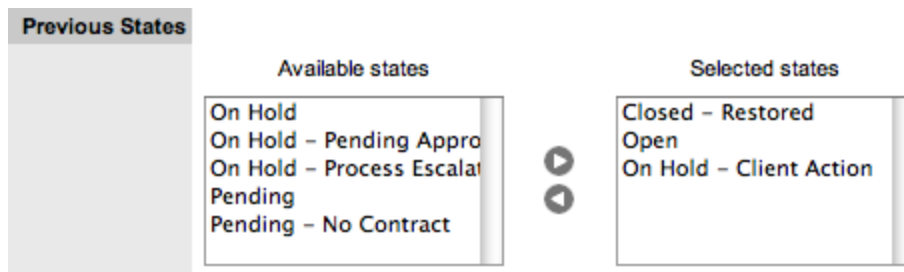 Previous States
Available states
Selected states
On Hold
On Hold – Pending Appro
On Hold – Process Escalat
Pending
Pending – No Contract
Closed – Restored
Open
On Hold – Client Action